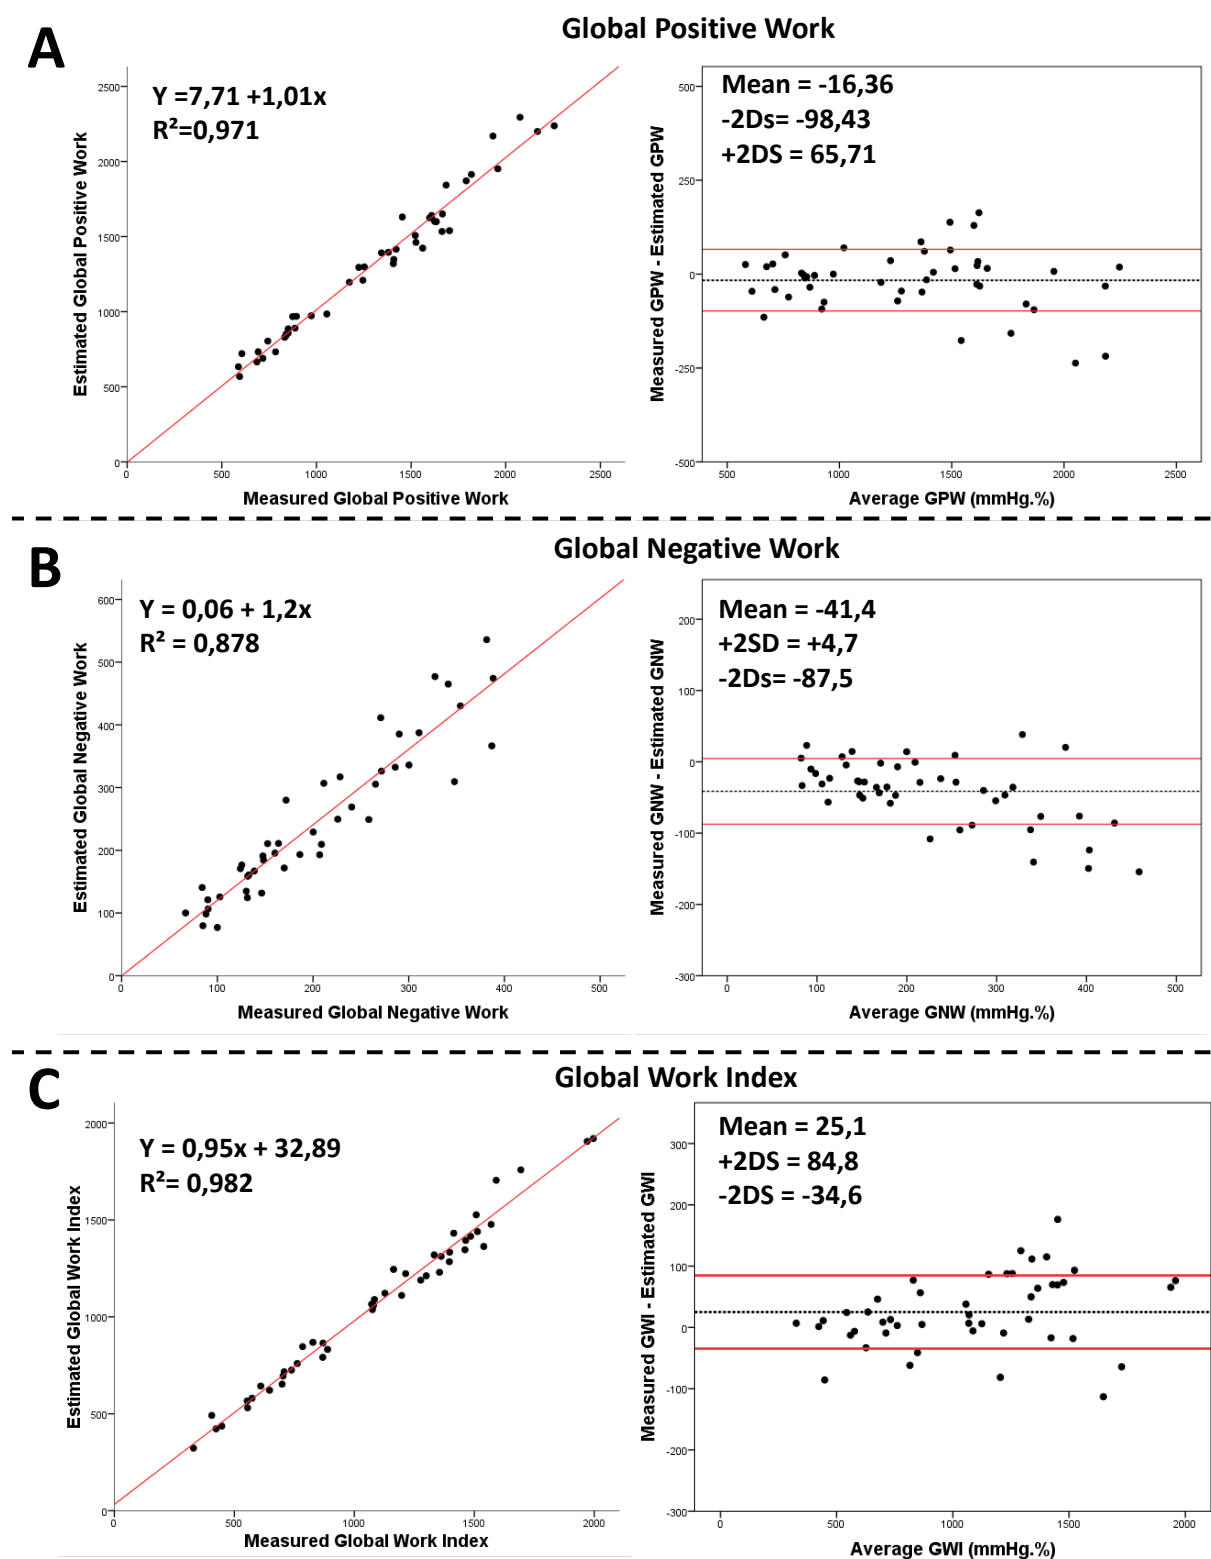 A
Global Positive Work
Y =7,71 +1,01x
R²=0,971
Estimated Global Positive Work
2500
2000
1500
1000
500
0
0 500 1000 1500 2000 2500
Measured Global Positive Work
Mean = -16,36
-2Ds= -98,43
+2DS = 65,71
Measured GPW - Estimated GPW
500
250
0
-250
-500
500 1000 1500 2000 2500
Average GPW (mmHg.%)
B
Global Negative Work
Y = 0,06 + 1,2x
R² = 0,878
Estimated Global Negative Work
600
500
400
300
200
100
0
0 100 200 300 400 500
Measured Global Negative Work
Mean = -41,4
+2SD = +4,7
-2Ds= -87,5
Measured GNW - Estimated GNW
200
100
0
-100
-200
-300
0 100 200 300 400 500
Average GNW (mmHg.%)
C
Global Work Index
Y = 0,95x + 32,89
R²= 0,982
Estimated Global Work Index
2000
1500
1000
500
0
0 500 1000 1500 2000
Measured Global Work Index
Mean = 25,1
+2DS = 84,8
-2DS = -34,6
Measured GWI - Estimated GWI
300
200
100
0
-100
-200
-300
0 500 1000 1500 2000
Average GWI (mmHg.%)